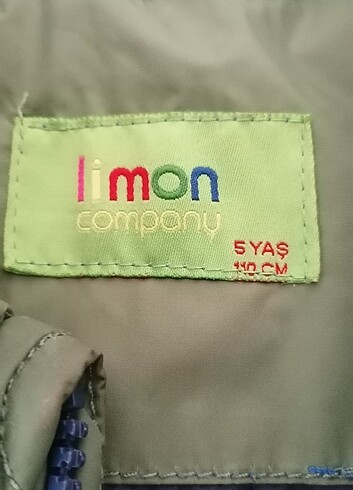 limon
company
5 YAŞ
110 CM